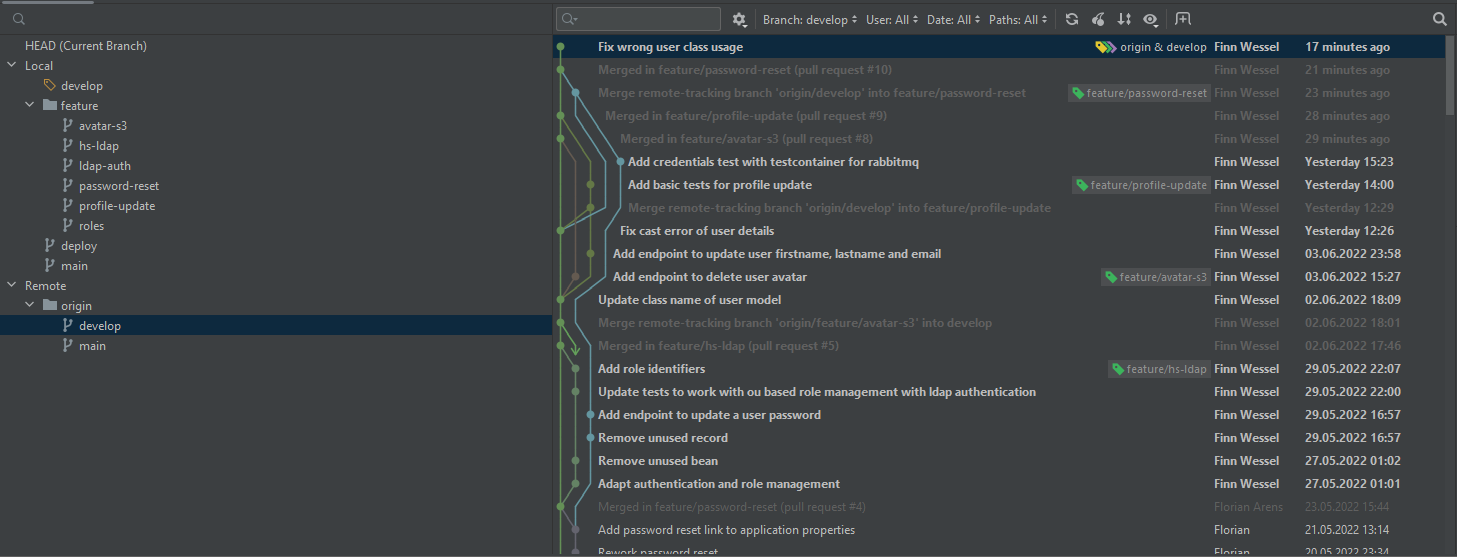 HEAD (Current Branch)
Local
develop
feature
avatar-s3
hs-ldap
ldap-auth
password-reset
profile-update
roles
deploy
main
Remote
origin
develop
main
Branch: develop User: All Date: All Paths: All
Fix wrong user class usage origin & develop Finn Wessel 17 minutes ago
Merged in feature/password-reset (pull request #10) Finn Wessel 21 minutes ago
Merge remote-tracking branch 'origin/develop' into feature/password-reset feature/password-reset Finn Wessel 23 minutes ago
Merged in feature/profile-update (pull request #9) Finn Wessel 28 minutes ago
Merged in feature/avatar-s3 (pull request #8) Finn Wessel 29 minutes ago
Add credentials test with testcontainer for rabbitmq Finn Wessel Yesterday 15:23
Add basic tests for profile update feature/profile-update Finn Wessel Yesterday 14:00
Merge remote-tracking branch 'origin/develop' into feature/profile-update Finn Wessel Yesterday 12:29
Fix cast error of user details Finn Wessel Yesterday 12:26
Add endpoint to update user firstname, lastname and email Finn Wessel 03.06.2022 23:58
Add endpoint to delete user avatar feature/avatar-s3 Finn Wessel 03.06.2022 15:27
Update class name of user model Finn Wessel 02.06.2022 18:09
Merge remote-tracking branch 'origin/feature/avatar-s3' into develop Finn Wessel 02.06.2022 18:01
Merged in feature/hs-ldap (pull request #5) Finn Wessel 02.06.2022 17:46
Add role identifiers feature/hs-ldap Finn Wessel 29.05.2022 22:07
Update tests to work with ou based role management with ldap authentication Finn Wessel 29.05.2022 22:00
Add endpoint to update a user password Finn Wessel 29.05.2022 16:57
Remove unused record Finn Wessel 29.05.2022 16:57
Remove unused bean Finn Wessel 27.05.2022 01:02
Adapt authentication and role management Finn Wessel 27.05.2022 01:01
Merged in feature/password-reset (pull request #4) Florian Arens 23.05.2022 15:44
Add password reset link to application properties Florian 21.05.2022 13:14
Rework password reset Florian 20.05.2022 23:34